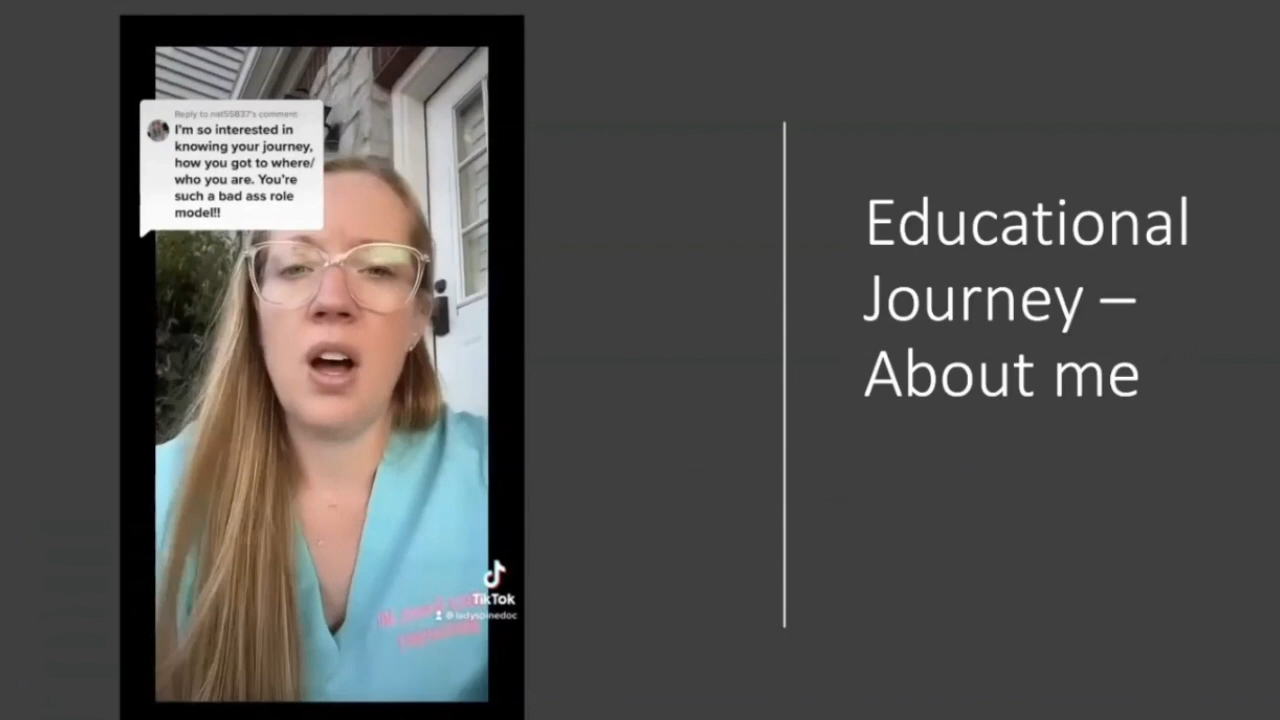 Reply to nat55837's comment
I'm so interested in
knowing your journey,
how you got to where/
who you are. You're
such a bad ass role
model!!
Educational
Journey –
About me
TikTok
@ladyspinedoc